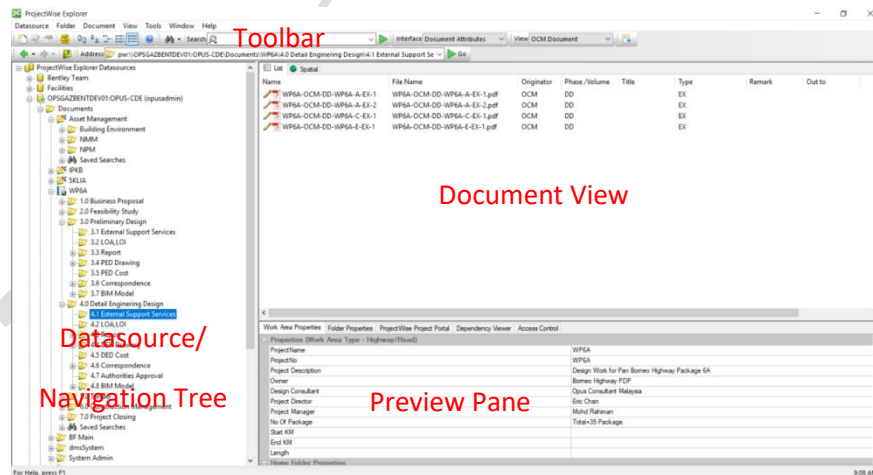 ProjectWise Explorer
Datasource Folder Document View Tools Window Help
Search
Toolbar
Interface Document Attributes
View OCM Document
Address pw:\\OPSGAZBENTDEV01:OPUS-CDE\Documents\WP6A\4.0 Detail Enginering Design\4.1 External Support Se
Go
ProjectWise Explorer Datasources
Bentley Team
Facilities
OPSGAZBENTDEV01:OPUS-CDE (opusadmin)
Documents
Asset Management
Building Environment
NMM
NPM
Saved Searches
IPKB
SKLIA
WP6A
1.0 Business Proposal
2.0 Feasibility Study
3.0 Preliminary Design
3.1 External Support Services
3.2 LOA,LOI
3.3 Report
3.4 PED Drawing
3.5 PED Cost
3.6 Correspondence
3.7 BIM Model
4.0 Detail Enginering Design
4.1 External Support Services
4.2 LOA,LOI
Datasource/
4.5 DED Cost
4.6 Correspondence
4.7 Authorities Approval
4.8 BIM Model
Navigation Tree
7.0 Project Closing
Saved Searches
BF Main
dmsSystem
System Admin
List Spatial
Name File Name Originator Phase /Volume Title Type Remark Out to
WP6A-OCM-DD-WP6A-A-EX-1 WP6A-OCM-DD-WP6A-A-EX-1.pdf OCM DD EX
WP6A-OCM-DD-WP6A-A-EX-2 WP6A-OCM-DD-WP6A-A-EX-2.pdf OCM DD EX
WP6A-OCM-DD-WP6A-C-EX-1 WP6A-OCM-DD-WP6A-C-EX-1.pdf OCM DD EX
WP6A-OCM-DD-WP6A-E-EX-1 WP6A-OCM-DD-WP6A-E-EX-1.pdf OCM DD EX
Document View
Work Area Properties Folder Properties ProjectWise Project Portal Dependency Viewer Access Control
Properties (Work Area Type - Highway/Road)
ProjectName WP6A
ProjectNo WP6A
Project Description Design Work for Pan Borneo Highway Package 6A
Owner Borneo Highway PDP
Design Consultant Opus Consultant Malaysia
Project Director Eric Chan
Project Manager Mohd Rahman
No Of Package Total=35 Package
Start KM
End KM
Length
Home Folder Properties
Preview Pane
For Help, press F1
9:08 AM